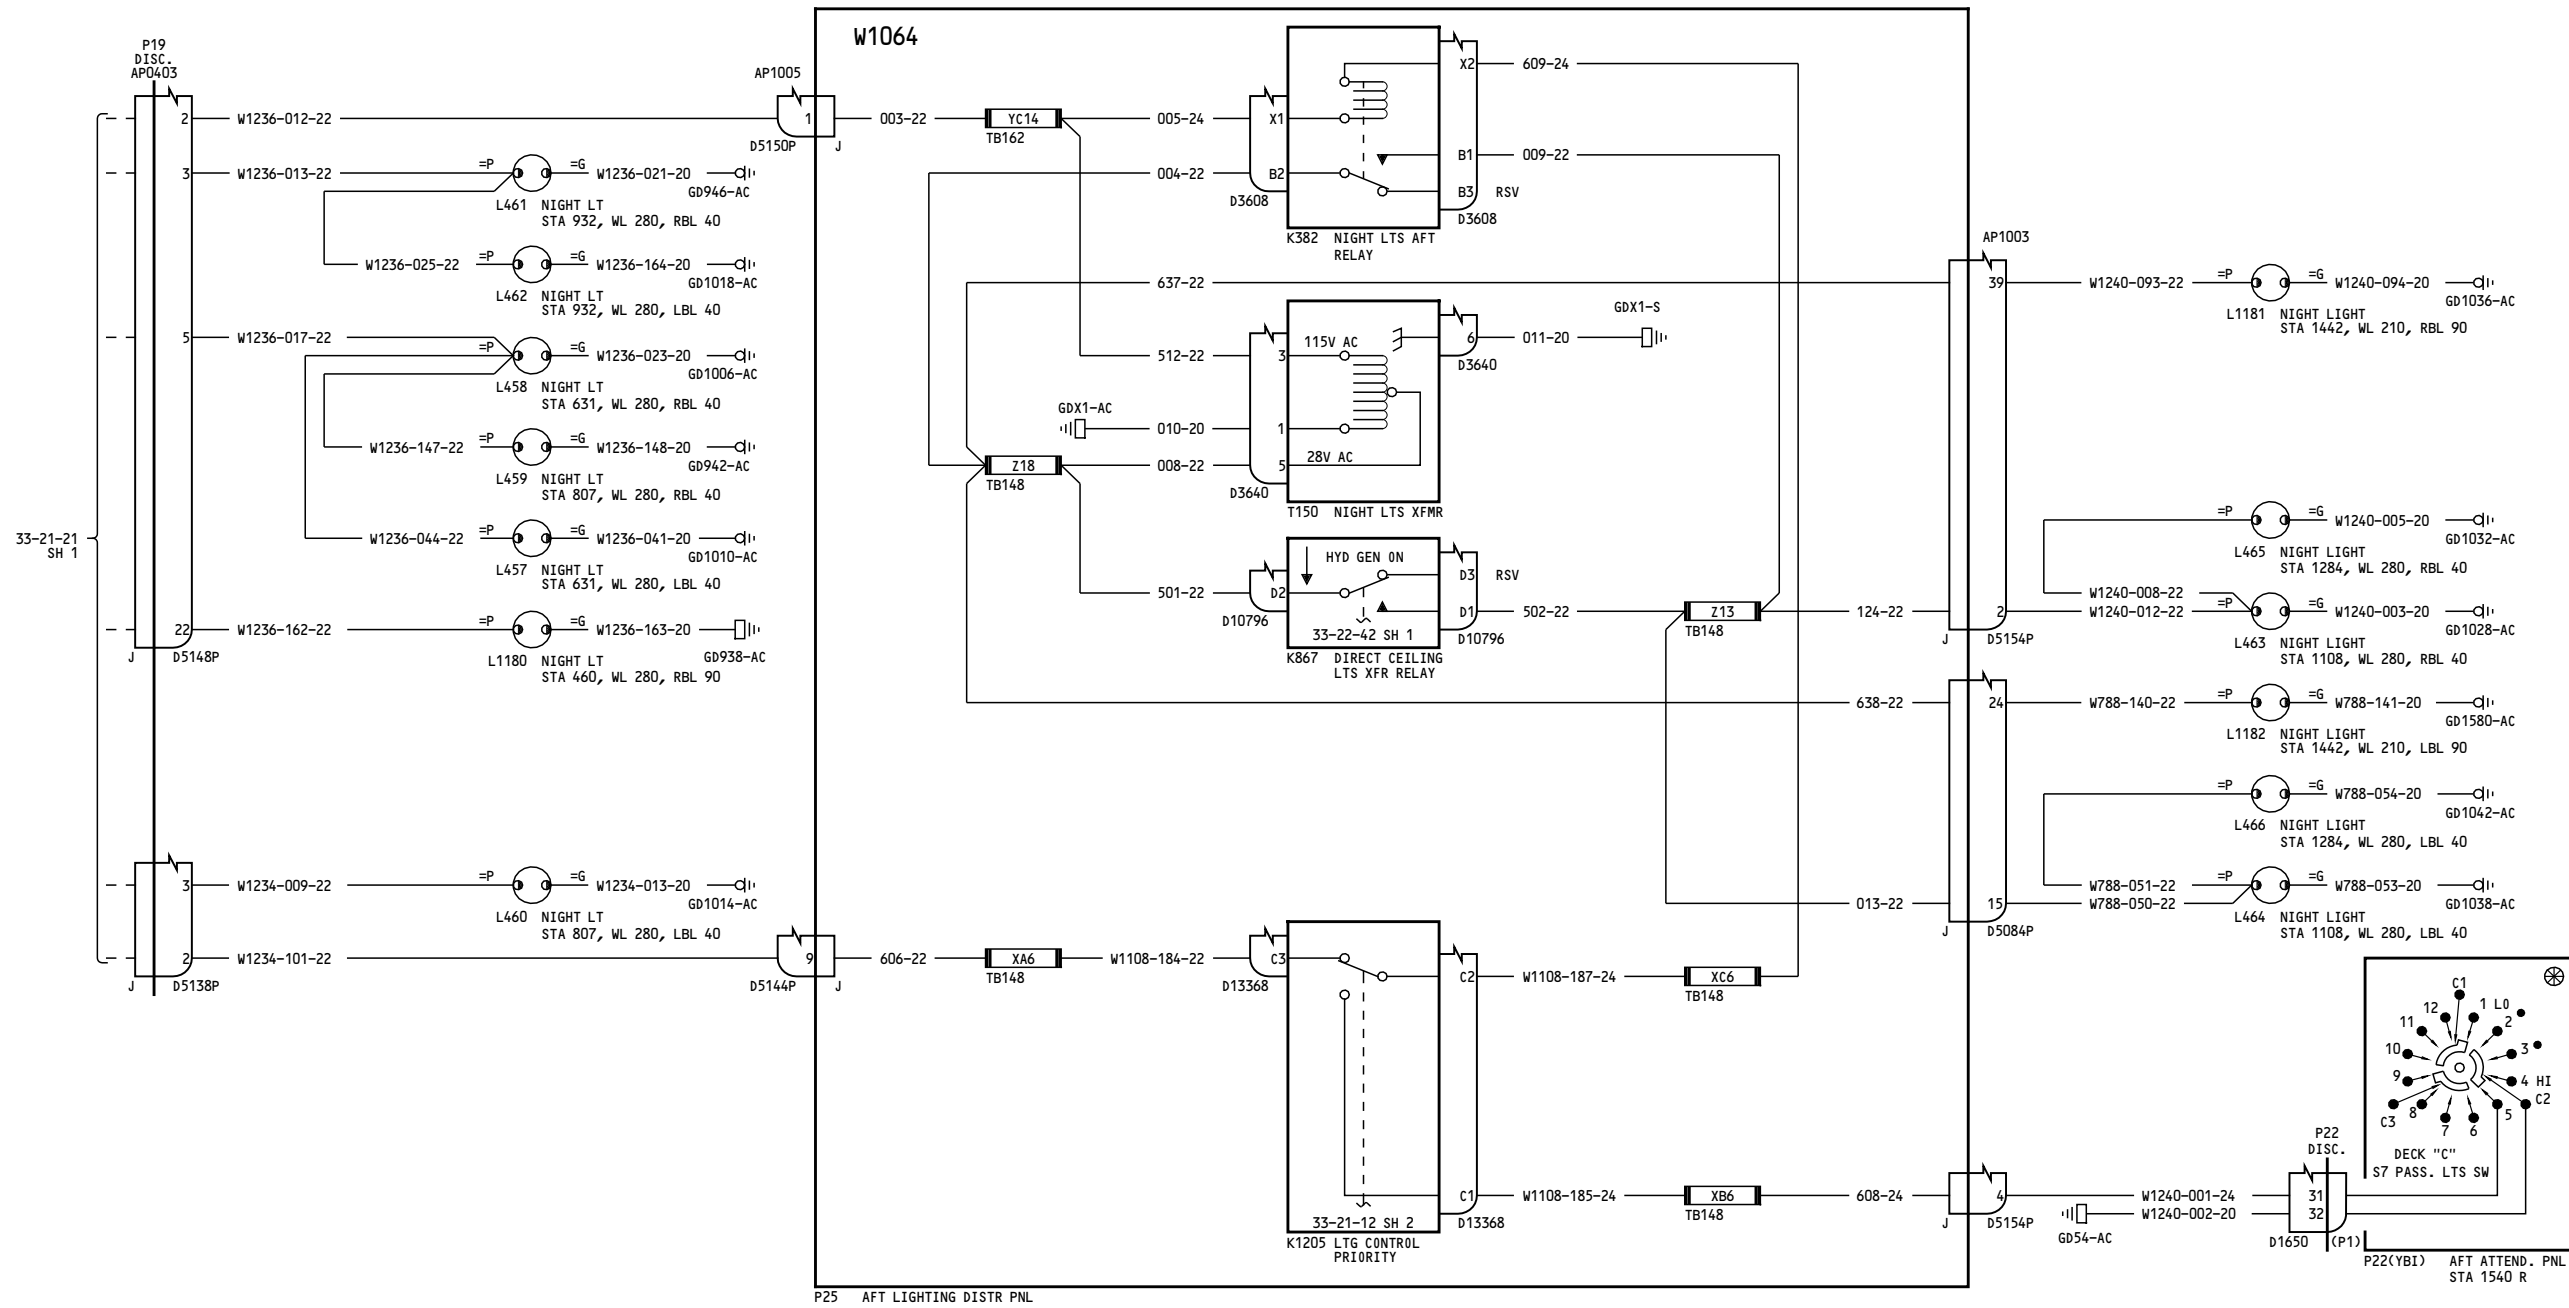 P19
DISC.
AP0403
AP1005
W1064
2
W1236-012-22
1
D5150P
J
003-22
YC14
TB162
005-24
X1
004-22
B2
D3608
X2
609-24
B1
009-22
B3
RSV
D3608
K382 NIGHT LTS AFT
RELAY
3
W1236-013-22
=P
=G
W1236-021-20
GD946-AC
L461 NIGHT LT
STA 932, WL 280, RBL 40
W1236-025-22
=P
=G
W1236-164-20
GD1018-AC
L462 NIGHT LT
STA 932, WL 280, LBL 40
5
W1236-017-22
=P
=G
W1236-023-20
GD1006-AC
L458 NIGHT LT
STA 631, WL 280, RBL 40
W1236-147-22
=P
=G
W1236-148-20
GD942-AC
L459 NIGHT LT
STA 807, WL 280, RBL 40
W1236-044-22
=P
=G
W1236-041-20
GD1010-AC
L457 NIGHT LT
STA 631, WL 280, LBL 40
33-21-21
SH 1
22
W1236-162-22
=P
=G
W1236-163-20
GD938-AC
L1180 NIGHT LT
STA 460, WL 280, RBL 90
J
D5148P
3
W1234-009-22
=P
=G
W1234-013-20
GD1014-AC
L460 NIGHT LT
STA 807, WL 280, LBL 40
2
W1234-101-22
J
D5138P
9
D5144P
J
637-22
512-22
3
115V AC
6
011-20
GDX1-S
D3640
GDX1-AC
010-20
1
Z18
TB148
008-22
5
28V AC
D3640
T150 NIGHT LTS XFMR
501-22
D2
D10796
HYD GEN ON
D3
RSV
D1
502-22
33-22-42 SH 1
D10796
K867 DIRECT CEILING
LTS XFR RELAY
Z13
TB148
124-22
638-22
013-22
606-22
XA6
TB148
W1108-184-22
C3
D13368
C2
W1108-187-24
XC6
TB148
C1
W1108-185-24
XB6
TB148
608-24
33-21-12 SH 2
D13368
K1205 LTG CONTROL
PRIORITY
P25 AFT LIGHTING DISTR PNL
AP1003
39
W1240-093-22
=P
=G
W1240-094-20
GD1036-AC
L1181 NIGHT LIGHT
STA 1442, WL 210, RBL 90
=P
=G
W1240-005-20
GD1032-AC
L465 NIGHT LIGHT
STA 1284, WL 280, RBL 40
W1240-008-22
2
W1240-012-22
=P
=G
W1240-003-20
GD1028-AC
J
D5154P
L463 NIGHT LIGHT
STA 1108, WL 280, RBL 40
24
W788-140-22
=P
=G
W788-141-20
GD1580-AC
L1182 NIGHT LIGHT
STA 1442, WL 210, LBL 90
=P
=G
W788-054-20
GD1042-AC
L466 NIGHT LIGHT
STA 1284, WL 280, LBL 40
W788-051-22
=P
=G
W788-053-20
GD1038-AC
15
W788-050-22
J
D5084P
L464 NIGHT LIGHT
STA 1108, WL 280, LBL 40
4
W1240-001-24
31
W1240-002-20
32
J
D5154P
GD54-AC
P22
DISC.
D1650
(P1)
C1
12
1 LO
11
2
10
3
9
4 HI
C2
C3
8
7
6
5
DECK "C"
S7 PASS. LTS SW
P22(YBI) AFT ATTEND. PNL
STA 1540 R